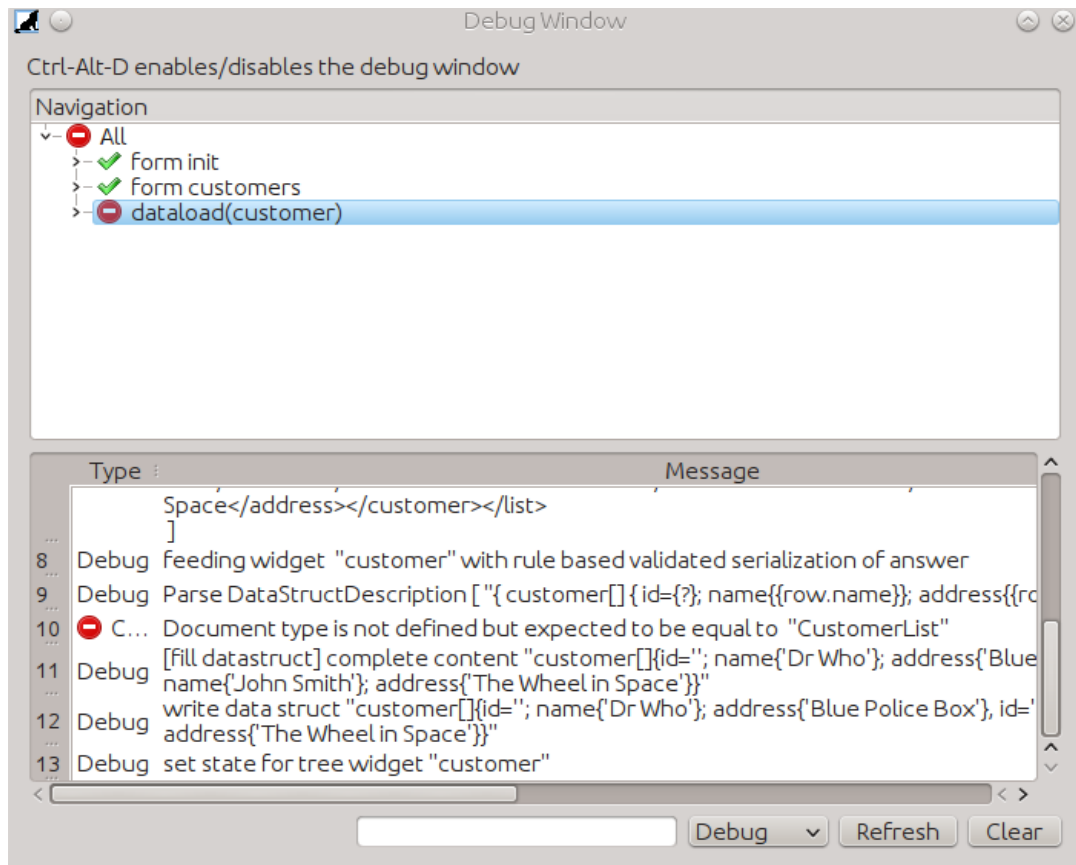 Debug Window
Ctrl-Alt-D enables/disables the debug window
Navigation
All
form init
form customers
dataload(customer)
Type Message
Space</address></customer></list>
]
...
8 Debug feeding widget "customer" with rule based validated serialization of answer
...
9 Debug Parse DataStructDescription [ "{ customer[] { id={?}; name{{row.name}}; address{{ro
...
10 C... Document type is not defined but expected to be equal to "CustomerList"
...
11 Debug [fill datastruct] complete content "customer[]{id=''; name{'Dr Who'}; address{'Blue
name{'John Smith'}; address{'The Wheel in Space'}}"
...
12 Debug write data struct "customer[]{id=''; name{'Dr Who'}; address{'Blue Police Box'}, id='
address{'The Wheel in Space'}}"
...
13 Debug set state for tree widget "customer"
...
Debug Refresh Clear